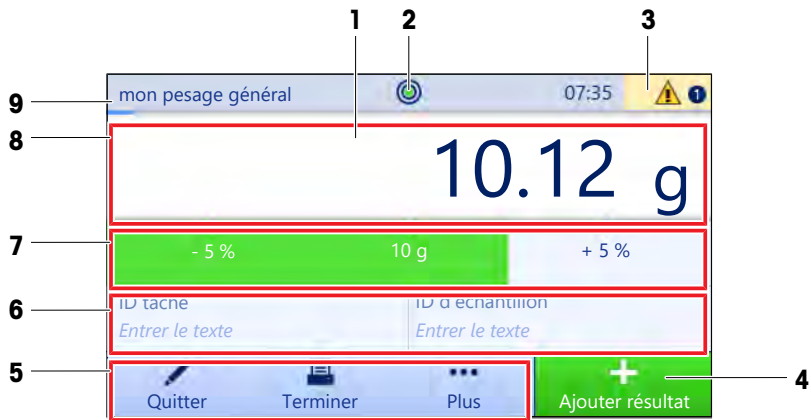 1 2 3
9 mon pesage général 07:35 1
8 10.12 g
7 - 5 % 10 g + 5 %
6 ID tâche ID d'échantillon
Entrer le texte Entrer le texte
5 Quitter Terminer Plus Ajouter résultat 4